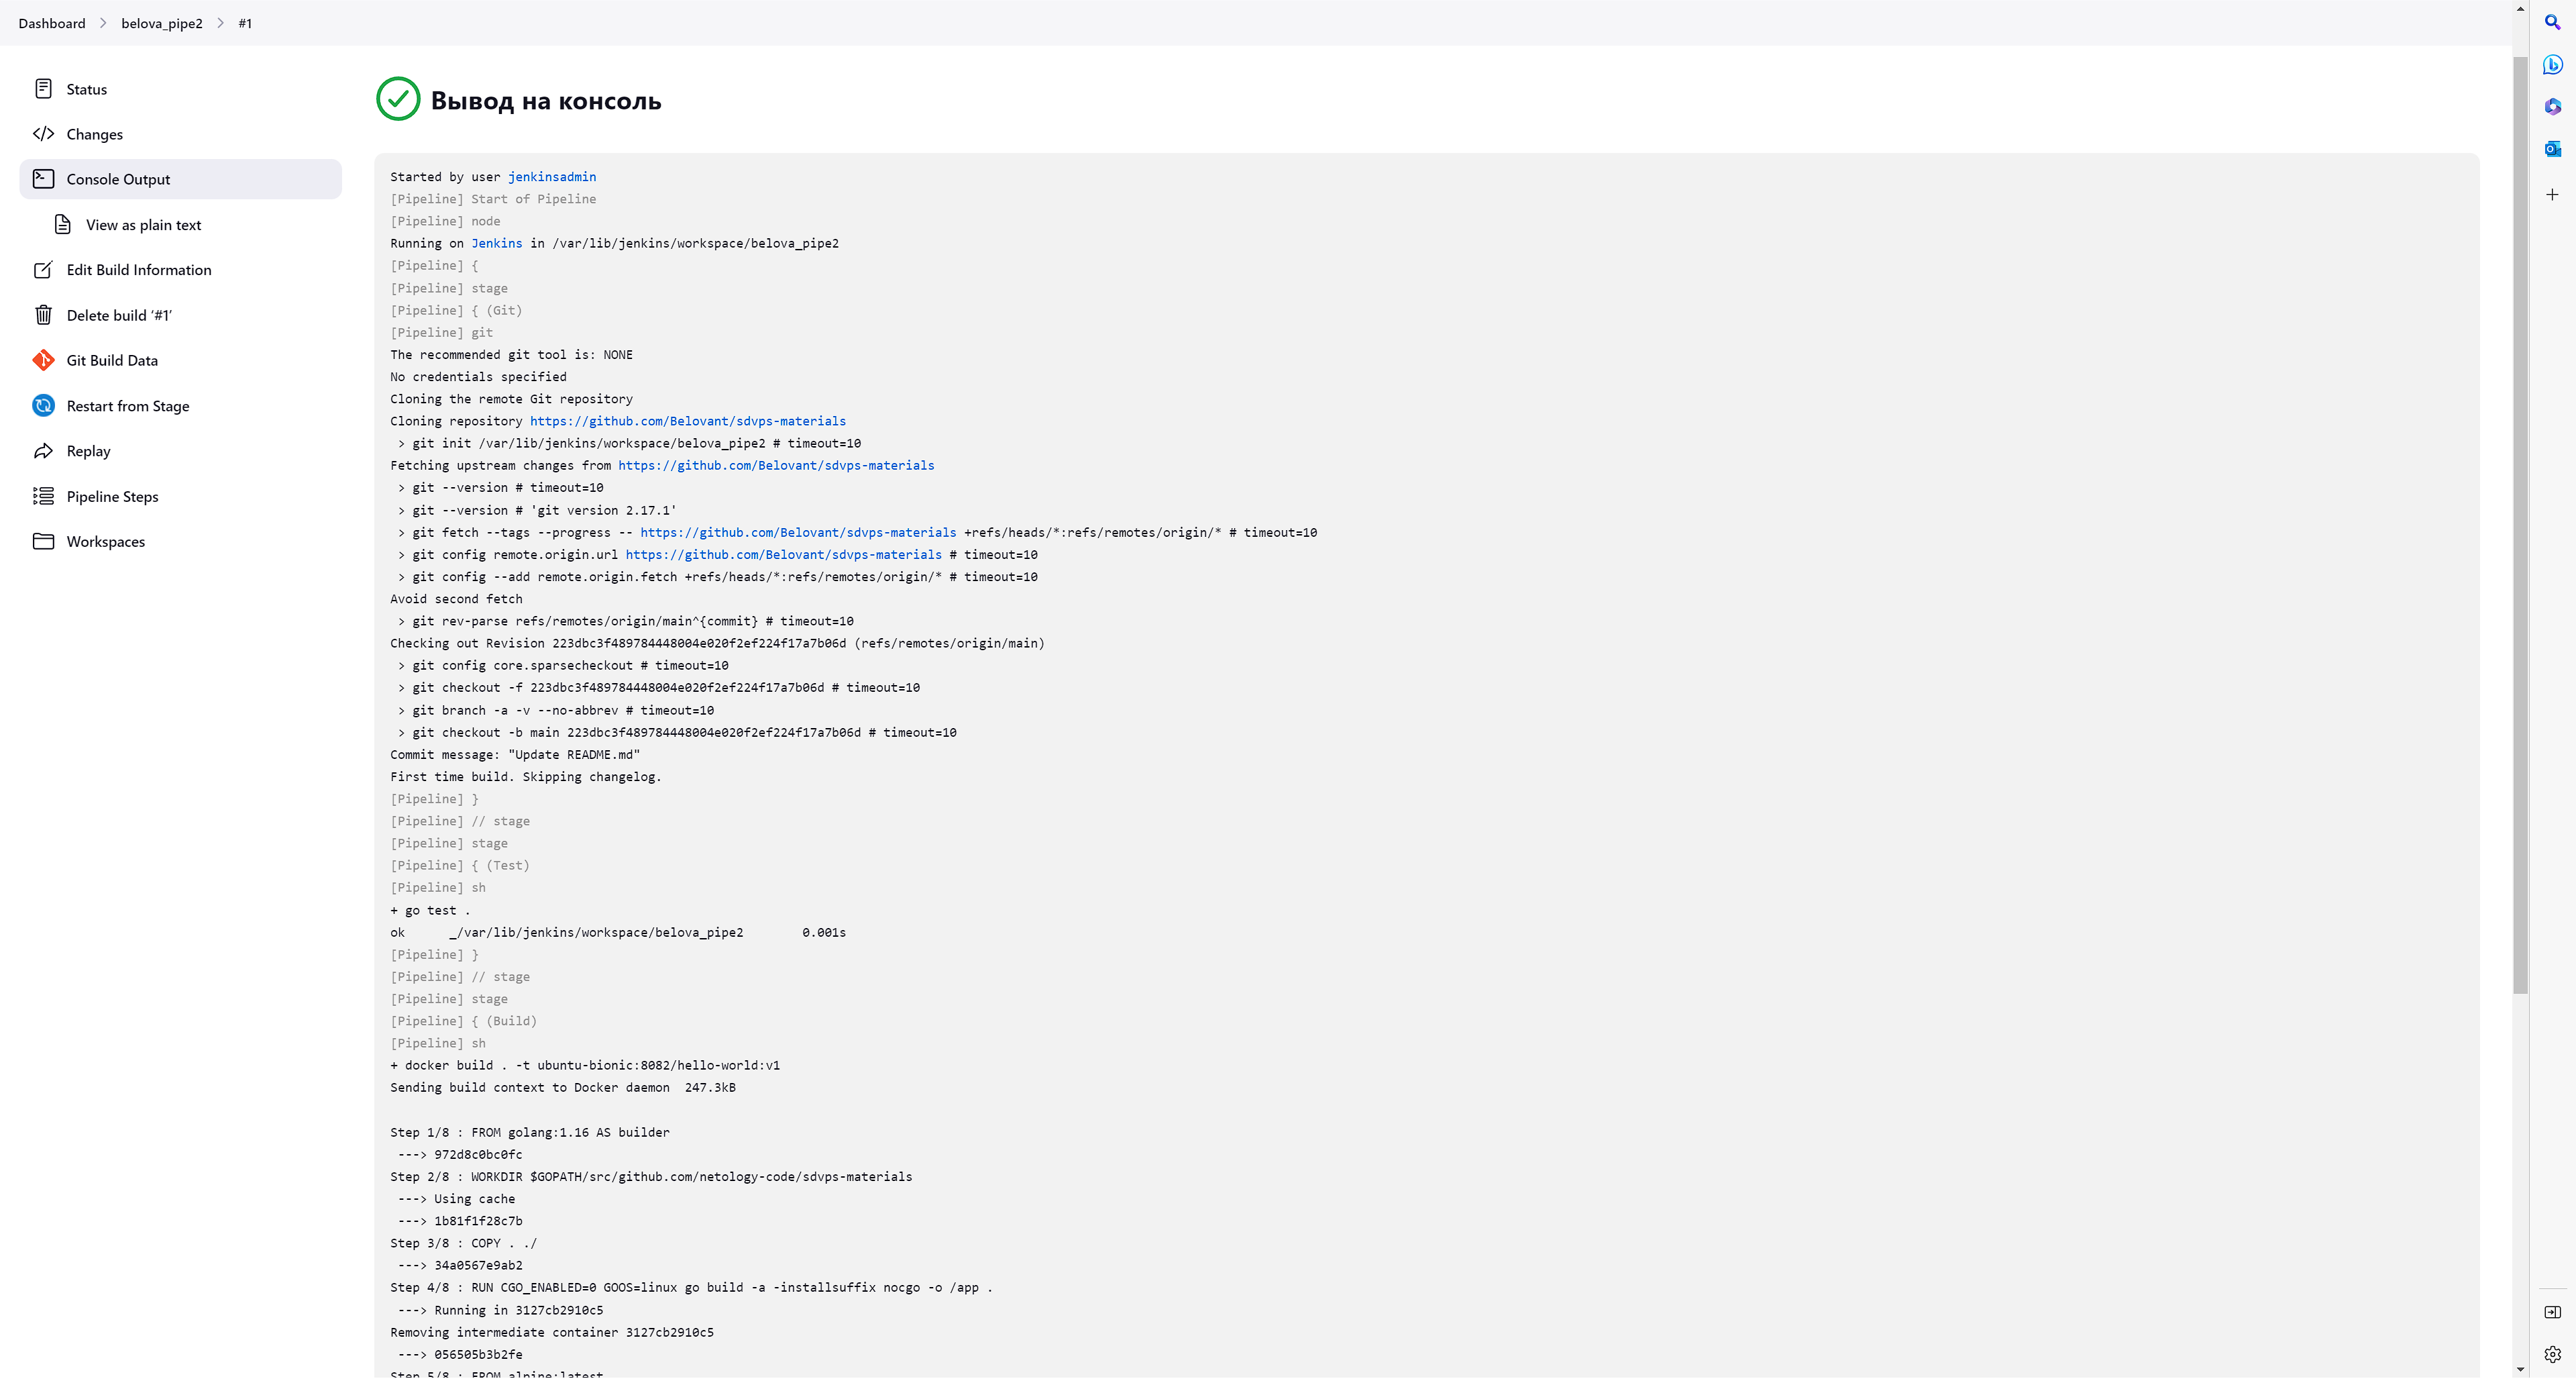 Dashboard > belova_pipe2 > #1
Status
Changes
Console Output
View as plain text
Edit Build Information
Delete build ‘#1’
Git Build Data
Restart from Stage
Replay
Pipeline Steps
Workspaces
Вывод на консоль
Started by user jenkinsadmin
[Pipeline] Start of Pipeline
[Pipeline] node
Running on Jenkins in /var/lib/jenkins/workspace/belova_pipe2
[Pipeline] {
[Pipeline] stage
[Pipeline] { (Git)
[Pipeline] git
The recommended git tool is: NONE
No credentials specified
Cloning the remote Git repository
Cloning repository https://github.com/Belovant/sdvps-materials
 > git init /var/lib/jenkins/workspace/belova_pipe2 # timeout=10
Fetching upstream changes from https://github.com/Belovant/sdvps-materials
 > git --version # timeout=10
 > git --version # 'git version 2.17.1'
 > git fetch --tags --progress -- https://github.com/Belovant/sdvps-materials +refs/heads/*:refs/remotes/origin/* # timeout=10
 > git config remote.origin.url https://github.com/Belovant/sdvps-materials # timeout=10
 > git config --add remote.origin.fetch +refs/heads/*:refs/remotes/origin/* # timeout=10
Avoid second fetch
 > git rev-parse refs/remotes/origin/main^{commit} # timeout=10
Checking out Revision 223dbc3f489784448004e020f2ef224f17a7b06d (refs/remotes/origin/main)
 > git config core.sparsecheckout # timeout=10
 > git checkout -f 223dbc3f489784448004e020f2ef224f17a7b06d # timeout=10
 > git branch -a -v --no-abbrev # timeout=10
 > git checkout -b main 223dbc3f489784448004e020f2ef224f17a7b06d # timeout=10
Commit message: "Update README.md"
First time build. Skipping changelog.
[Pipeline] }
[Pipeline] // stage
[Pipeline] stage
[Pipeline] { (Test)
[Pipeline] sh
+ go test .
ok      _/var/lib/jenkins/workspace/belova_pipe2        0.001s
[Pipeline] }
[Pipeline] // stage
[Pipeline] stage
[Pipeline] { (Build)
[Pipeline] sh
+ docker build . -t ubuntu-bionic:8082/hello-world:v1
Sending build context to Docker daemon  247.3kB
Step 1/8 : FROM golang:1.16 AS builder
 ---> 972d8c0bc0fc
Step 2/8 : WORKDIR $GOPATH/src/github.com/netology-code/sdvps-materials
 ---> Using cache
 ---> 1b81f1f28c7b
Step 3/8 : COPY . ./
 ---> 34a0567e9ab2
Step 4/8 : RUN CGO_ENABLED=0 GOOS=linux go build -a -installsuffix nocgo -o /app .
 ---> Running in 3127cb2910c5
Removing intermediate container 3127cb2910c5
 ---> 056505b3b2fe
Step 5/8 : FROM alpine:latest